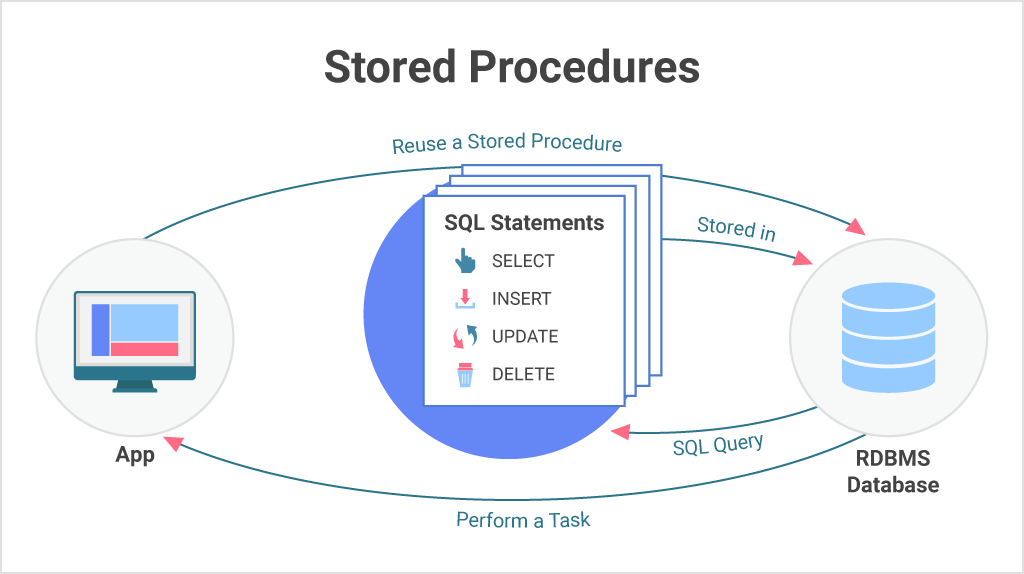 Stored Procedures
Reuse a Stored Procedure
Stored in
SQL Statements
SELECT
INSERT
UPDATE
DELETE
App
SQL Query
RDBMS
Database
Perform a Task